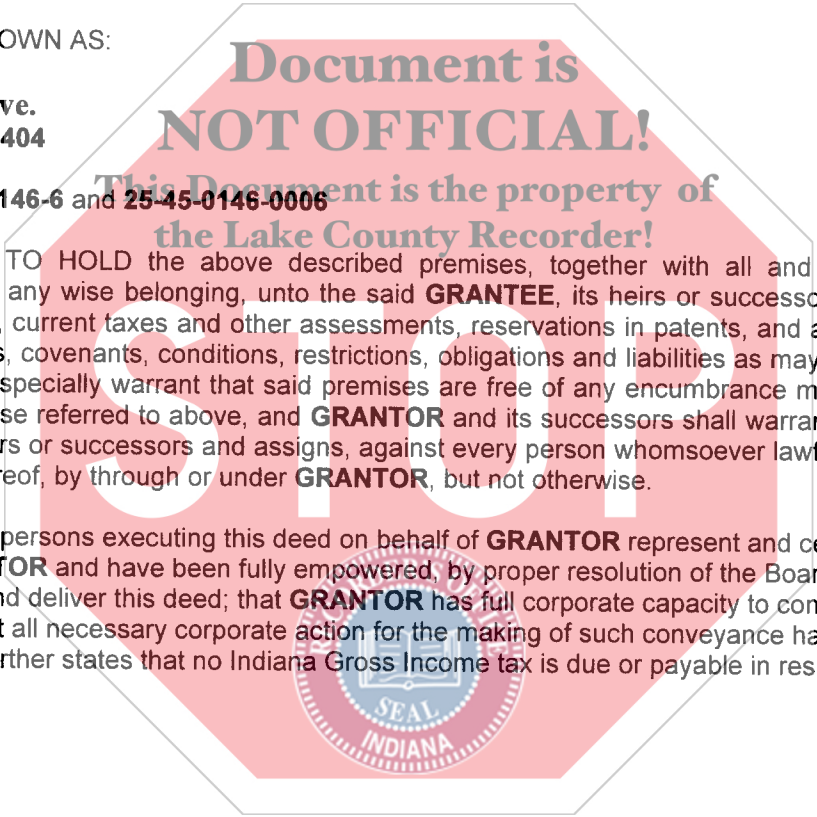 OWN AS:
Document is
ve.
NOT OFFICIAL!
404
This Document is the property of
146-6 and 25-45-0146-0006
the Lake County Recorder!
TO HOLD the above described premises, together with all and
any wise belonging, unto the said GRANTEE, its heirs or successo
, current taxes and other assessments, reservations in patents, and a
s, covenants, conditions, restrictions, obligations and liabilities as may
specially warrant that said premises are free of any encumbrance m
se referred to above, and GRANTOR and its successors shall warran
rs or successors and assigns, against every person whomsoever lawf
eof, by through or under GRANTOR, but not otherwise.
STOP
persons executing this deed on behalf of GRANTOR represent and ce
TOR and have been fully empowered, by proper resolution of the Boar
nd deliver this deed; that GRANTOR has full corporate capacity to con
t all necessary corporate action for the making of such conveyance ha
rther states that no Indiana Gross Income tax is due or payable in res
SEAL
INDIANA